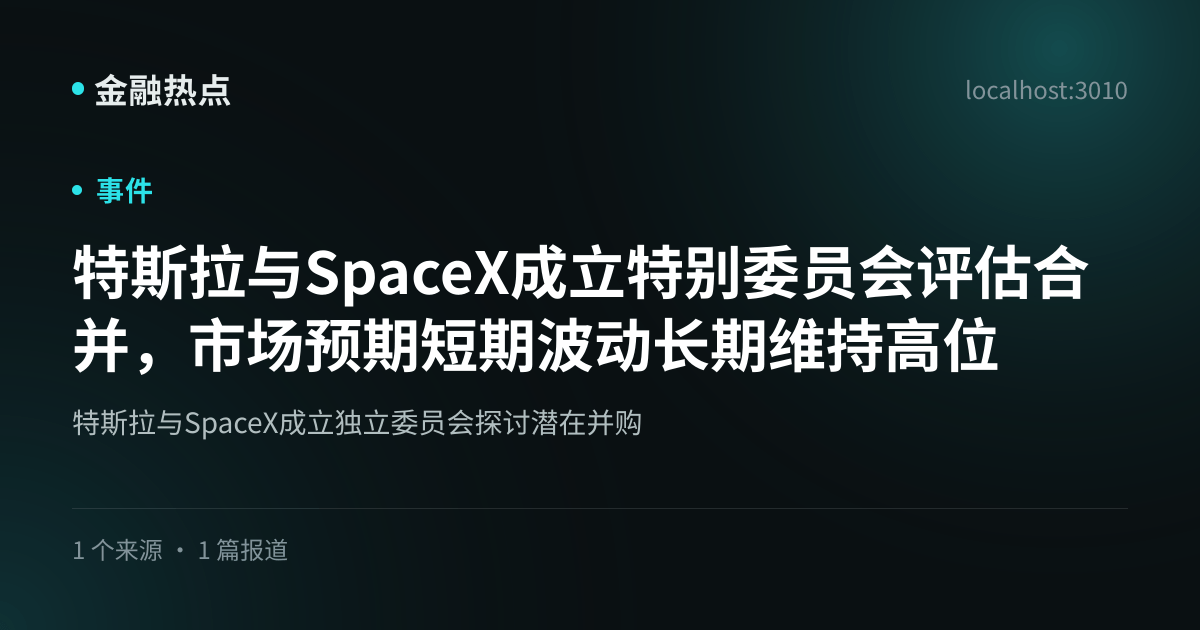 金融热点
localhost:3010
事件
特斯拉与SpaceX成立特别委员会评估合
并，市场预期短期波动长期维持高位
特斯拉与SpaceX成立独立委员会探讨潜在并购
1 个来源 · 1 篇报道